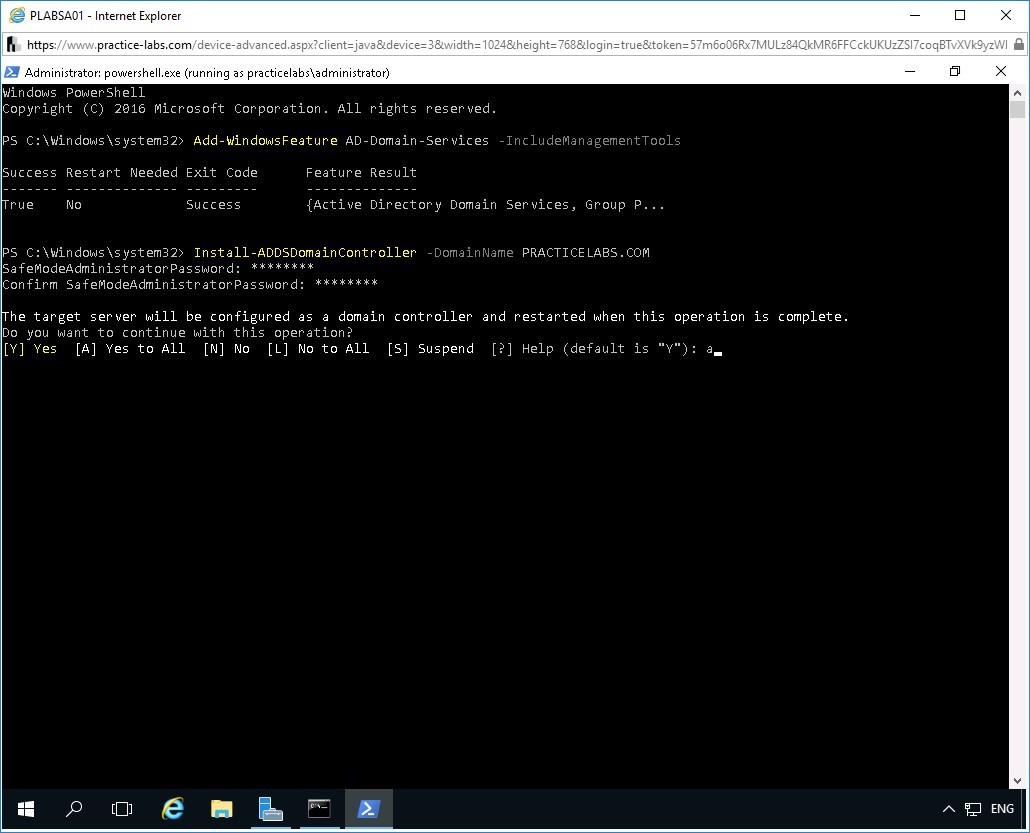 PLABSA01 - Internet Explorer
https://www.practice-labs.com/device-advanced.aspx?client=java&device=3&width=1024&height=768&login=true&token=57m6o06Rx7MULz84QkMR6FFCckUKUzZSI7coqBTvXVk9yzWl
Administrator: powershell.exe (running as practicelabs\administrator)
Windows PowerShell
Copyright (C) 2016 Microsoft Corporation. All rights reserved.
PS C:\Windows\system32> Add-WindowsFeature AD-Domain-Services -IncludeManagementTools
Success Restart Needed Exit Code      Feature Result
------- -------------- ---------      --------------
True    No             Success        {Active Directory Domain Services, Group P...
PS C:\Windows\system32> Install-ADDSDomainController -DomainName PRACTICELABS.COM
SafeModeAdministratorPassword: ********
Confirm SafeModeAdministratorPassword: ********
The target server will be configured as a domain controller and restarted when this operation is complete.
Do you want to continue with this operation?
[Y] Yes  [A] Yes to All  [N] No  [L] No to All  [S] Suspend  [?] Help (default is "Y"): a
ENG